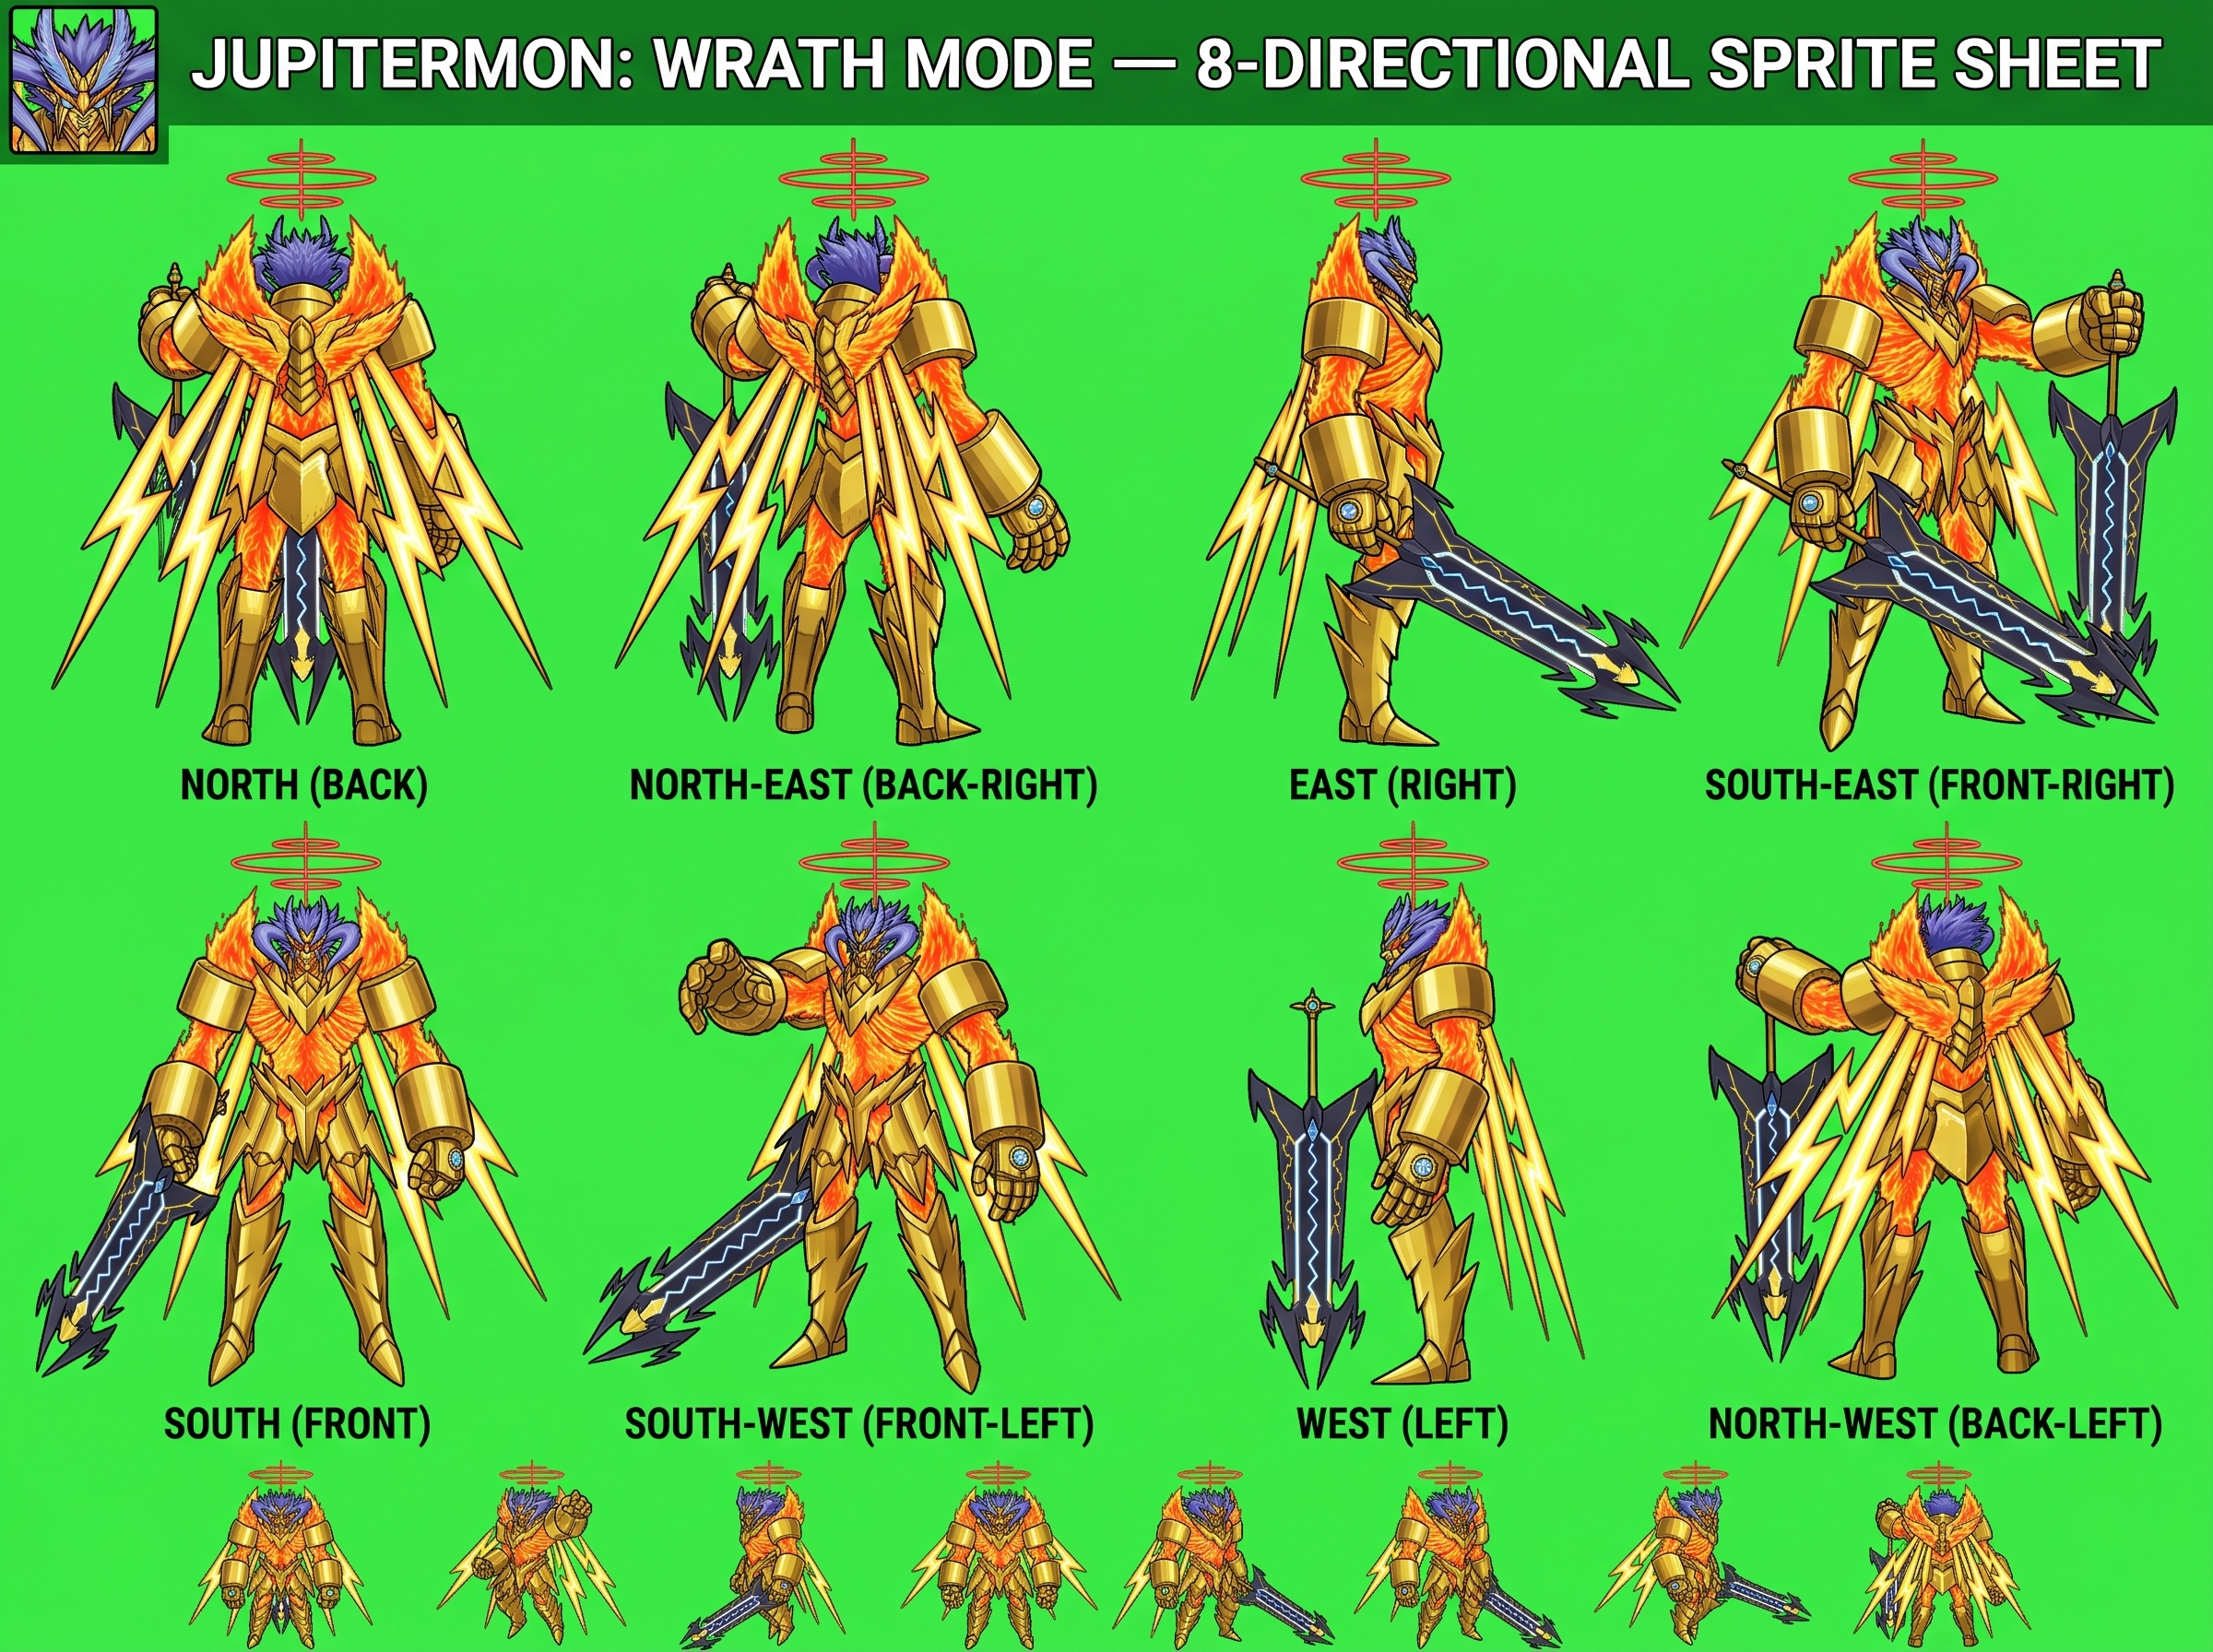 JUPITERMON: WRATH MODE — 8-DIRECTIONAL SPRITE SHEET
NORTH (BACK)
NORTH-EAST (BACK-RIGHT)
EAST (RIGHT)
SOUTH-EAST (FRONT-RIGHT)
SOUTH (FRONT)
SOUTH-WEST (FRONT-LEFT)
WEST (LEFT)
NORTH-WEST (BACK-LEFT)